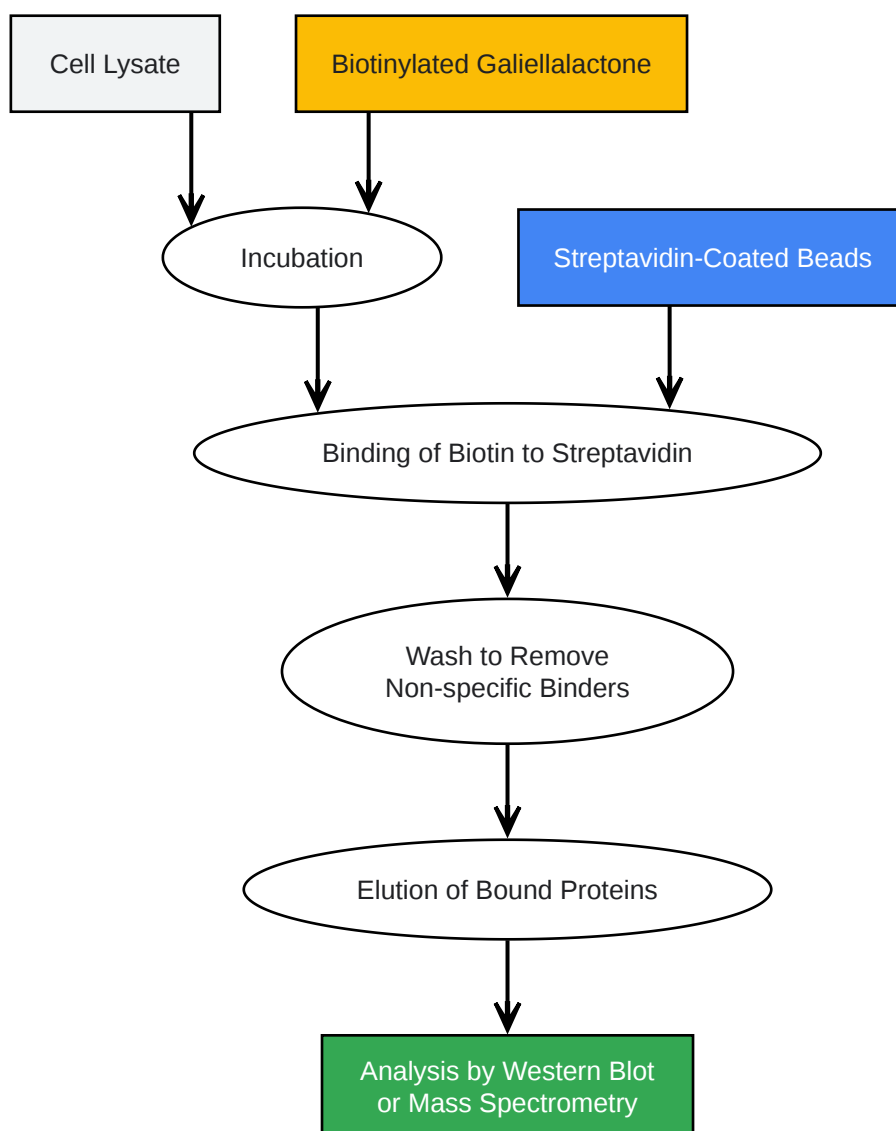 Cell Lysate
Biotinylated Galiellalactone
Incubation
Streptavidin-Coated Beads
Binding of Biotin to Streptavidin
Wash to Remove
Non-specific Binders
Elution of Bound Proteins
Analysis by Western Blot
or Mass Spectrometry